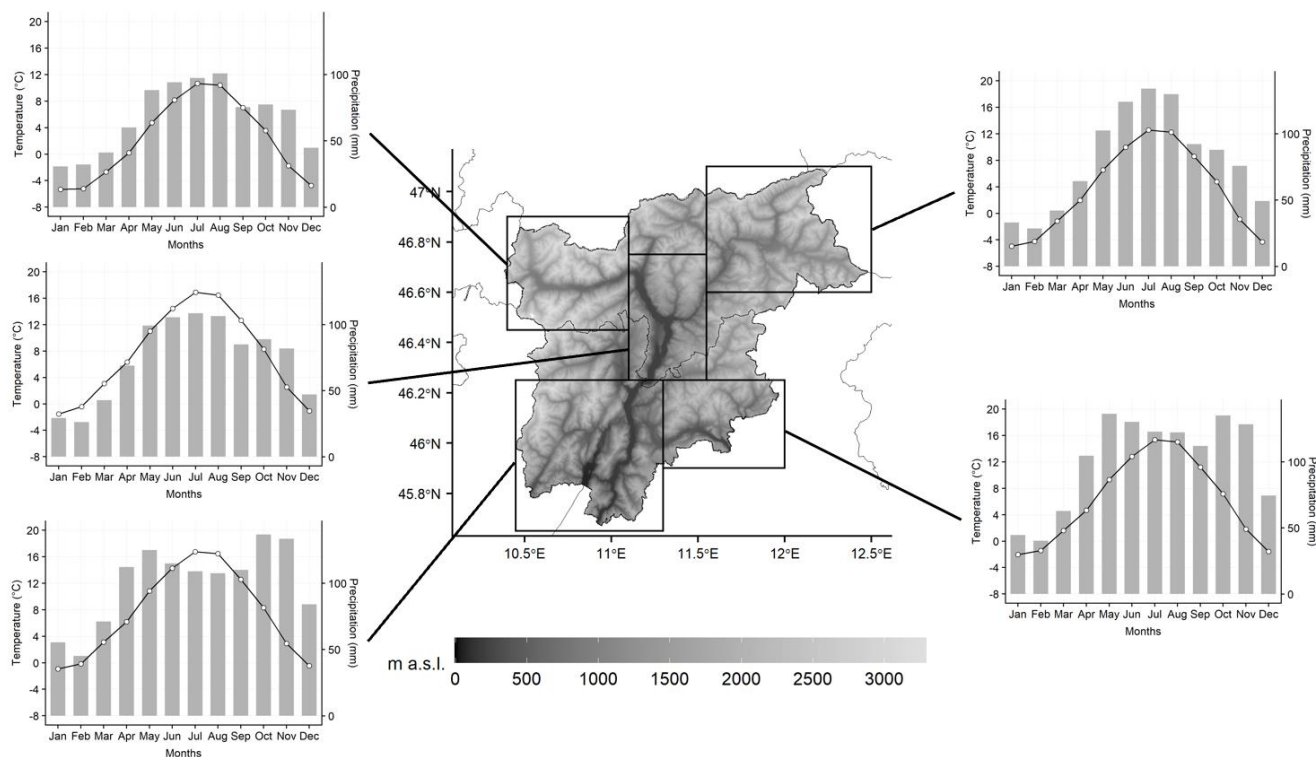 20
16
12
8
4
0
-4
-8
Temperature (°C)
100
50
0
Precipitation (mm)
Jan Feb Mar Apr May Jun Jul Aug Sep Oct Nov Dec
Months
20
16
12
8
4
0
-4
-8
Temperature (°C)
100
50
0
Precipitation (mm)
Jan Feb Mar Apr May Jun Jul Aug Sep Oct Nov Dec
Months
20
16
12
8
4
0
-4
-8
Temperature (°C)
100
50
0
Precipitation (mm)
Jan Feb Mar Apr May Jun Jul Aug Sep Oct Nov Dec
Months
47°N
46.8°N
46.6°N
46.4°N
46.2°N
46°N
45.8°N
10.5°E 11°E 11.5°E 12°E 12.5°E
m a.s.l.
0 500 1000 1500 2000 2500 3000
20
16
12
8
4
0
-4
-8
Temperature (°C)
100
50
0
Precipitation (mm)
Jan Feb Mar Apr May Jun Jul Aug Sep Oct Nov Dec
Months
20
16
12
8
4
0
-4
-8
Temperature (°C)
100
50
0
Precipitation (mm)
Jan Feb Mar Apr May Jun Jul Aug Sep Oct Nov Dec
Months